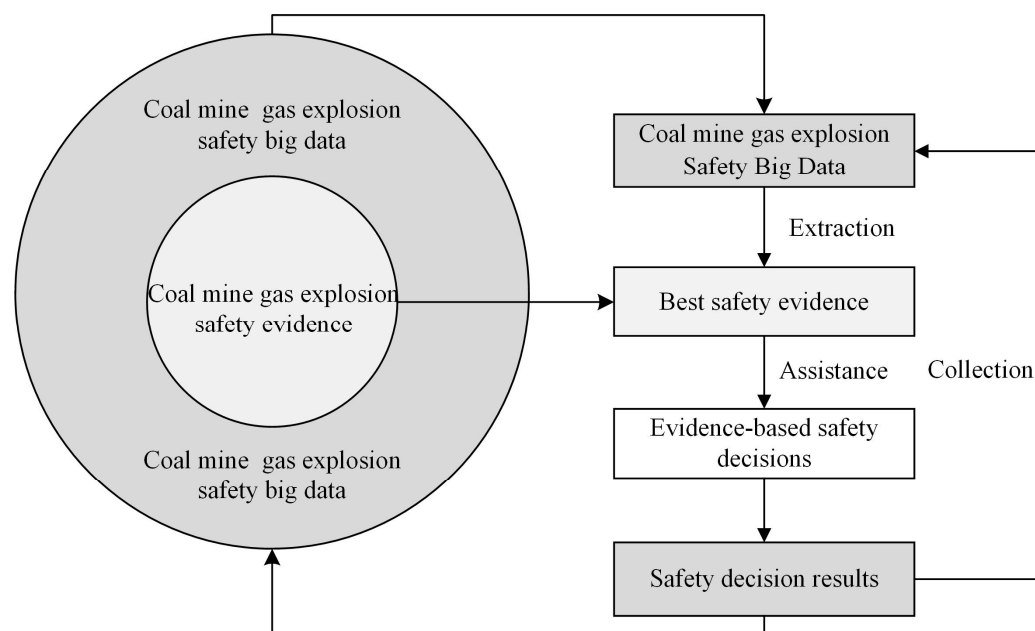 Coal mine  gas explosion
safety big data
Coal mine gas explosion
safety evidence
Coal mine  gas explosion
safety big data
Coal mine gas explosion
Safety Big Data
Extraction
Best safety evidence
Assistance
Collection
Evidence-based safety
decisions
Safety decision results